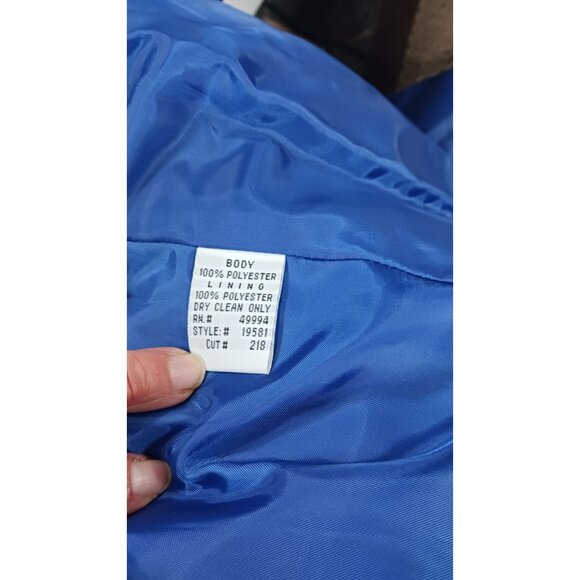 BODY
100% POLYESTER
LINING
100% POLYESTER
DRY CLEAN ONLY
RN.# 49994
STYLE:# 19581
CUT# 218